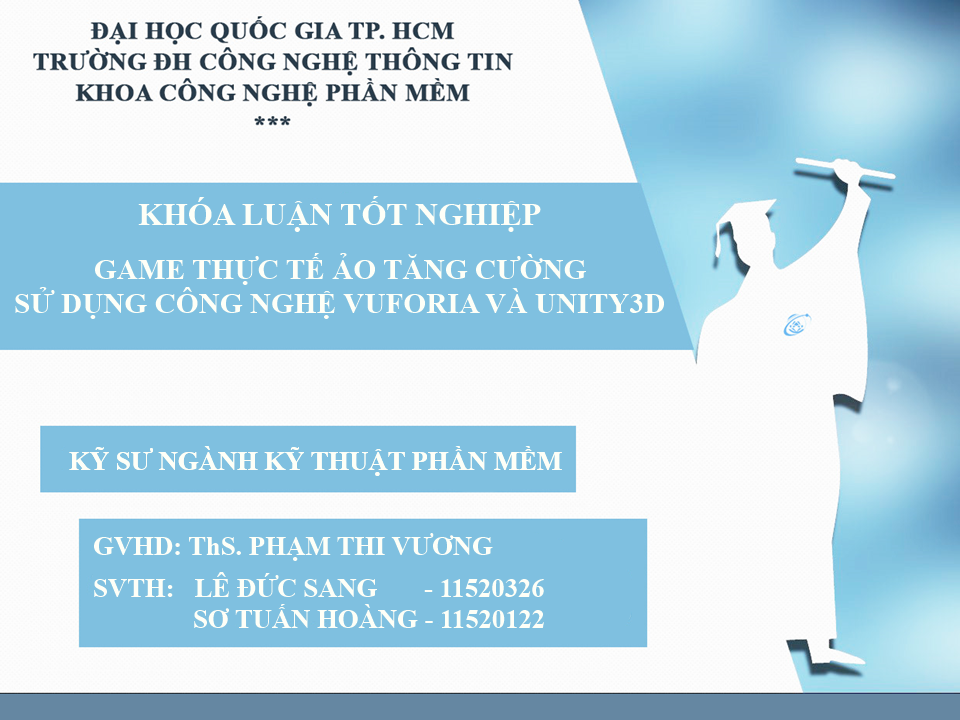 ĐẠI HỌC QUỐC GIA TP. HCM
TRƯỜNG ĐH CÔNG NGHỆ THÔNG TIN
KHOA CÔNG NGHỆ PHẦN MỀM
***
KHÓA LUẬN TỐT NGHIỆP
GAME THỰC TẾ ẢO TĂNG CƯỜNG
SỬ DỤNG CÔNG NGHỆ VUFORIA VÀ UNITY3D
KỸ SƯ NGÀNH KỸ THUẬT PHẦN MỀM
GVHD: ThS. PHẠM THI VƯƠNG
SVTH: LÊ ĐỨC SANG - 11520326
SƠ TUẤN HOÀNG - 11520122